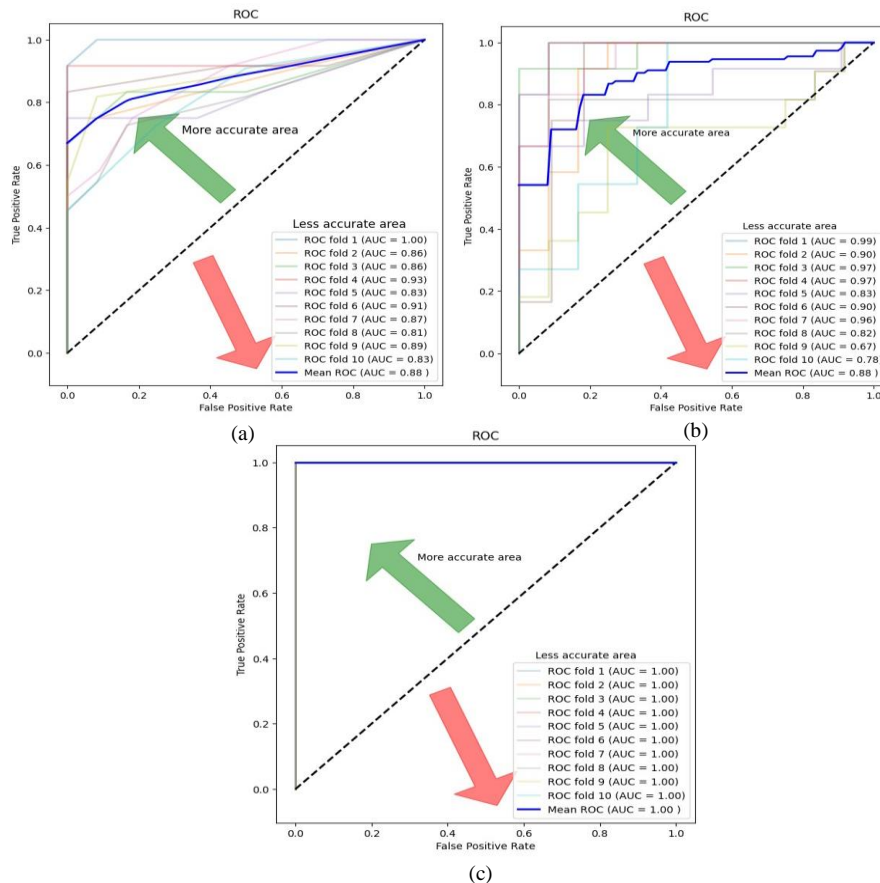 ROC
1.0
0.8
0.6
0.4
0.2
0.0
True Positive Rate
More accurate area
Less accurate area
ROC fold 1 (AUC = 1.00)
ROC fold 2 (AUC = 0.86)
ROC fold 3 (AUC = 0.86)
ROC fold 4 (AUC = 0.93)
ROC fold 5 (AUC = 0.83)
ROC fold 6 (AUC = 0.91)
ROC fold 7 (AUC = 0.87)
ROC fold 8 (AUC = 0.81)
ROC fold 9 (AUC = 0.89)
ROC fold 10 (AUC = 0.83)
Mean ROC (AUC = 0.88 )
0.0 0.2 0.4 0.6 0.8 1.0
False Positive Rate
(a)
ROC
1.0
0.8
0.6
0.4
0.2
0.0
True Positive Rate
More accurate area
Less accurate area
ROC fold 1 (AUC = 0.99)
ROC fold 2 (AUC = 0.90)
ROC fold 3 (AUC = 0.97)
ROC fold 4 (AUC = 0.97)
ROC fold 5 (AUC = 0.83)
ROC fold 6 (AUC = 0.90)
ROC fold 7 (AUC = 0.96)
ROC fold 8 (AUC = 0.82)
ROC fold 9 (AUC = 0.67)
ROC fold 10 (AUC = 0.78)
Mean ROC (AUC = 0.88 )
0.0 0.2 0.4 0.6 0.8 1.0
False Positive Rate
(b)
ROC
1.0
0.8
0.6
0.4
0.2
0.0
True Positive Rate
More accurate area
Less accurate area
ROC fold 1 (AUC = 1.00)
ROC fold 2 (AUC = 1.00)
ROC fold 3 (AUC = 1.00)
ROC fold 4 (AUC = 1.00)
ROC fold 5 (AUC = 1.00)
ROC fold 6 (AUC = 1.00)
ROC fold 7 (AUC = 1.00)
ROC fold 8 (AUC = 1.00)
ROC fold 9 (AUC = 1.00)
ROC fold 10 (AUC = 1.00)
Mean ROC (AUC = 1.00 )
0.0 0.2 0.4 0.6 0.8 1.0
False Positive Rate
(c)